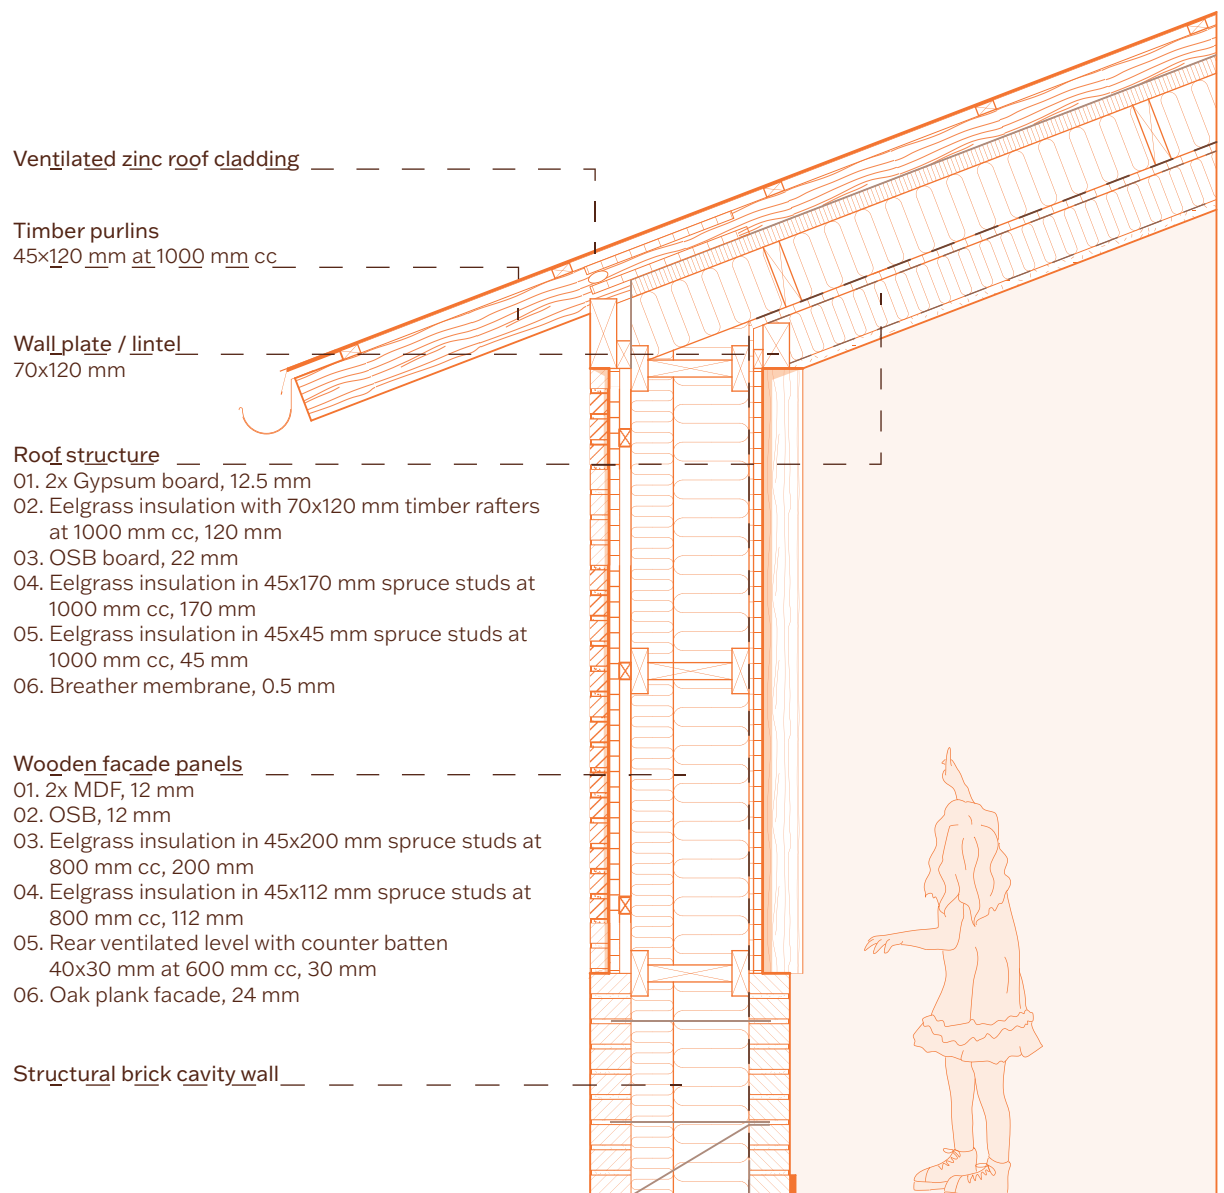 Ventilated zinc roof cladding
Timber purlins
45×120 mm at 1000 mm cc
Wall plate / lintel
70x120 mm
Roof structure
01. 2x Gypsum board, 12.5 mm
02. Eelgrass insulation with 70x120 mm timber rafters
at 1000 mm cc, 120 mm
03. OSB board, 22 mm
04. Eelgrass insulation in 45x170 mm spruce studs at
1000 mm cc, 170 mm
05. Eelgrass insulation in 45x45 mm spruce studs at
1000 mm cc, 45 mm
06. Breather membrane, 0.5 mm
Wooden facade panels
01. 2x MDF, 12 mm
02. OSB, 12 mm
03. Eelgrass insulation in 45x200 mm spruce studs at
800 mm cc, 200 mm
04. Eelgrass insulation in 45x112 mm spruce studs at
800 mm cc, 112 mm
05. Rear ventilated level with counter batten
40x30 mm at 600 mm cc, 30 mm
06. Oak plank facade, 24 mm
Structural brick cavity wall